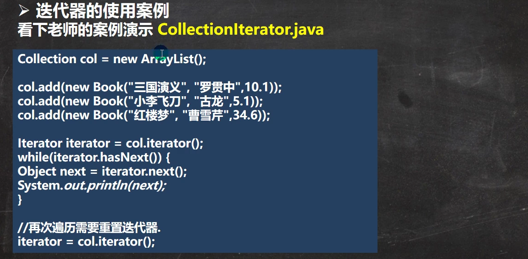 ➤ 迭代器的使用案例
看下老师的案例演示 CollectionIterator.java
Collection col = new ArrayList();
col.add(new Book("三国演义", "罗贯中",10.1));
col.add(new Book("小李飞刀", "古龙",5.1));
col.add(new Book("红楼梦", "曹雪芹",34.6));
Iterator iterator = col.iterator();
while(iterator.hasNext()) {
Object next = iterator.next();
System.out.println(next);
}
//再次遍历需要重置迭代器.
iterator = col.iterator();